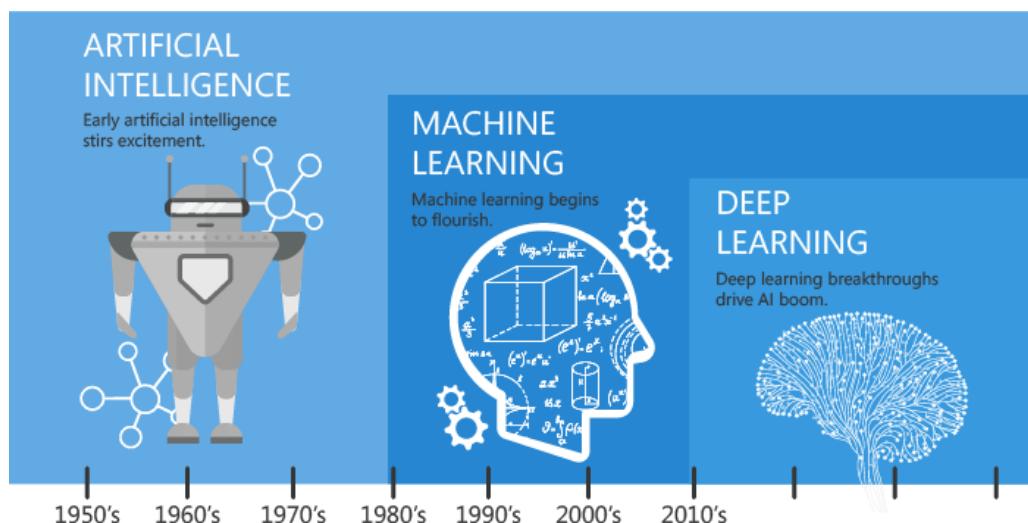 ARTIFICIAL
INTELLIGENCE
Early artificial intelligence
stirs excitement.
MACHINE
LEARNING
Machine learning begins
to flourish.
DEEP
LEARNING
Deep learning breakthroughs
drive AI boom.
1950's 1960's 1970's 1980's 1990's 2000's 2010's